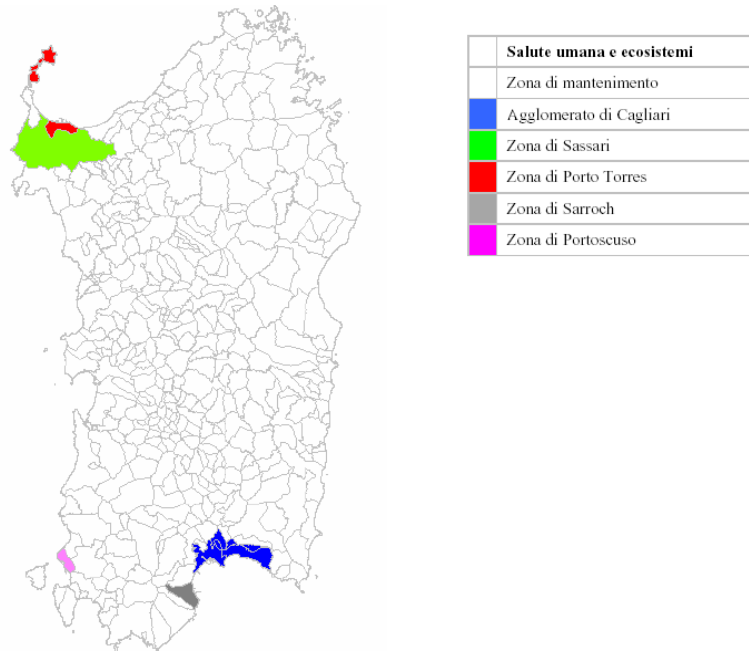 Salute umana e ecosistemi
Zona di mantenimento
Agglomerato di Cagliari
Zona di Sassari
Zona di Porto Torres
Zona di Sarroch
Zona di Portoscuso